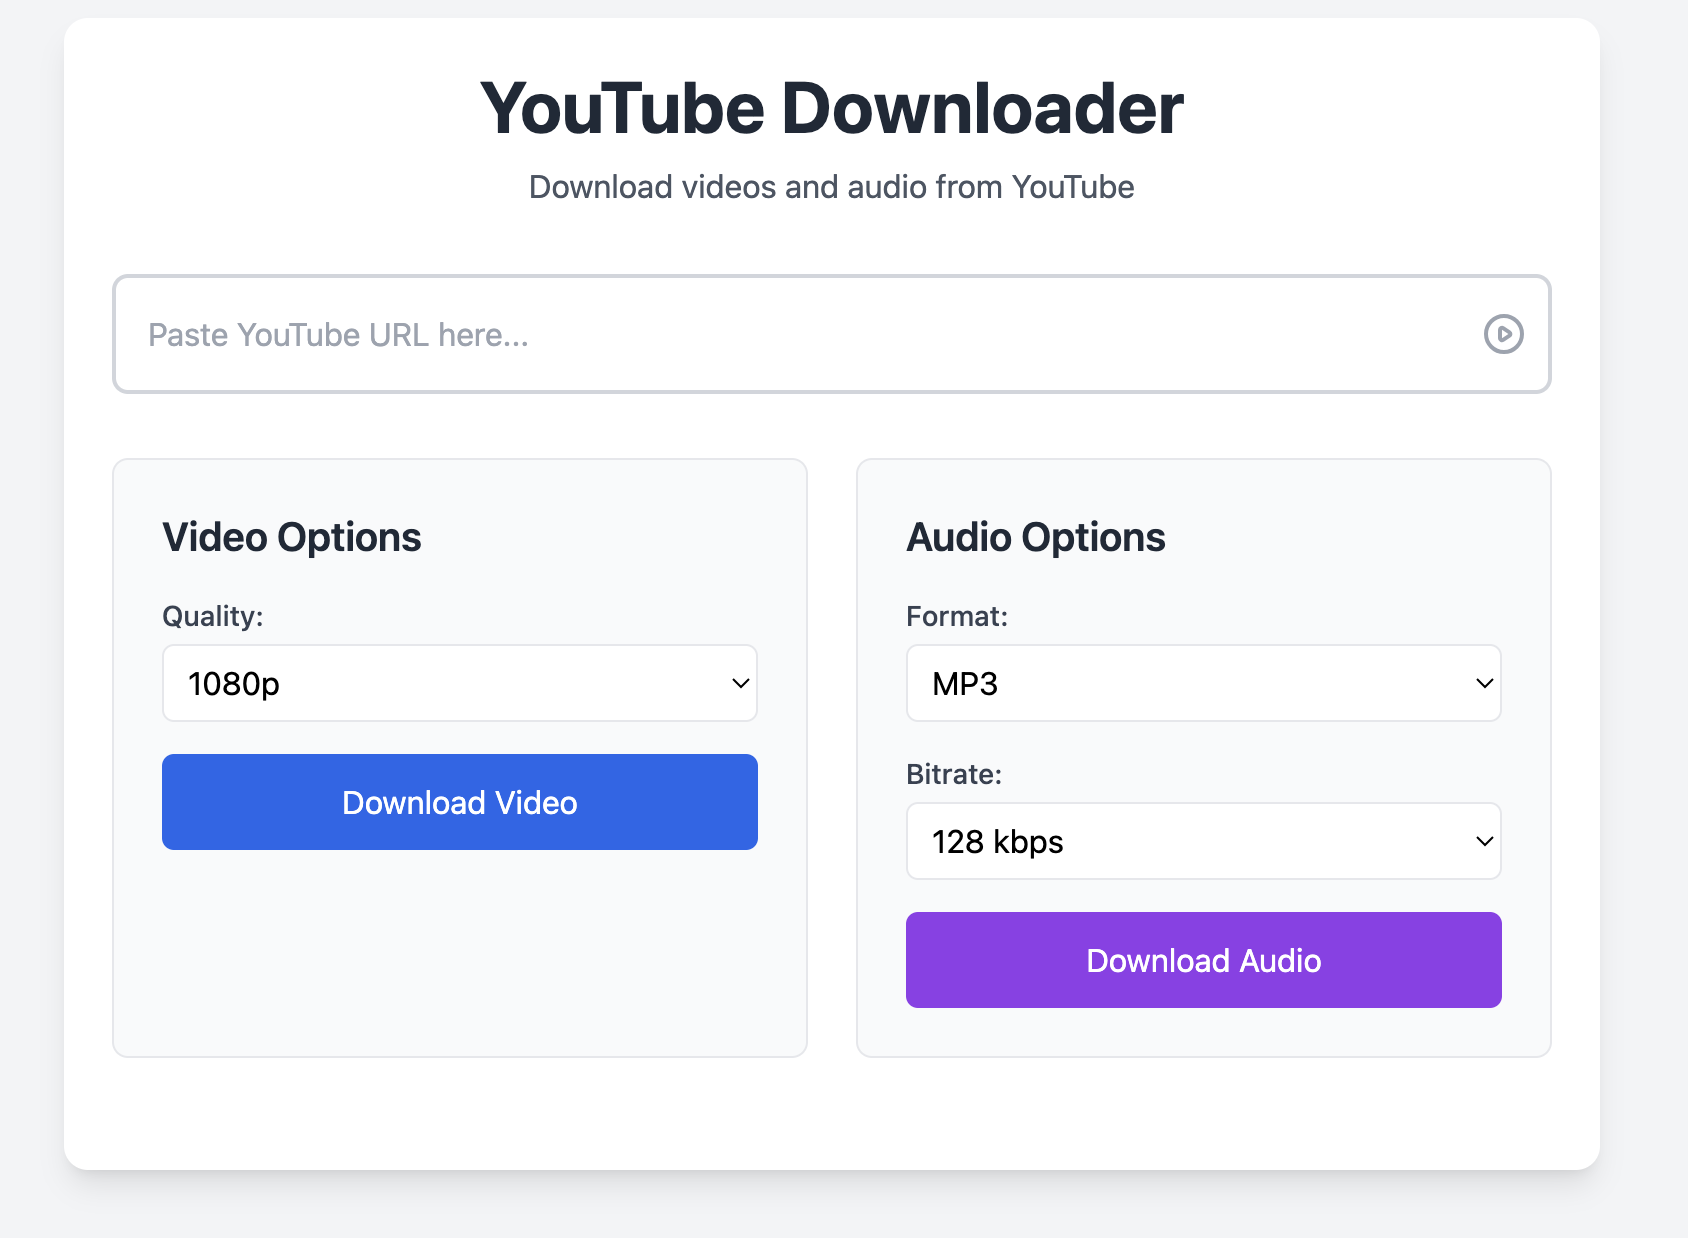 YouTube Downloader
Download videos and audio from YouTube
Paste YouTube URL here...
Video Options
Quality:
1080p
Download Video
Audio Options
Format:
MP3
Bitrate:
128 kbps
Download Audio